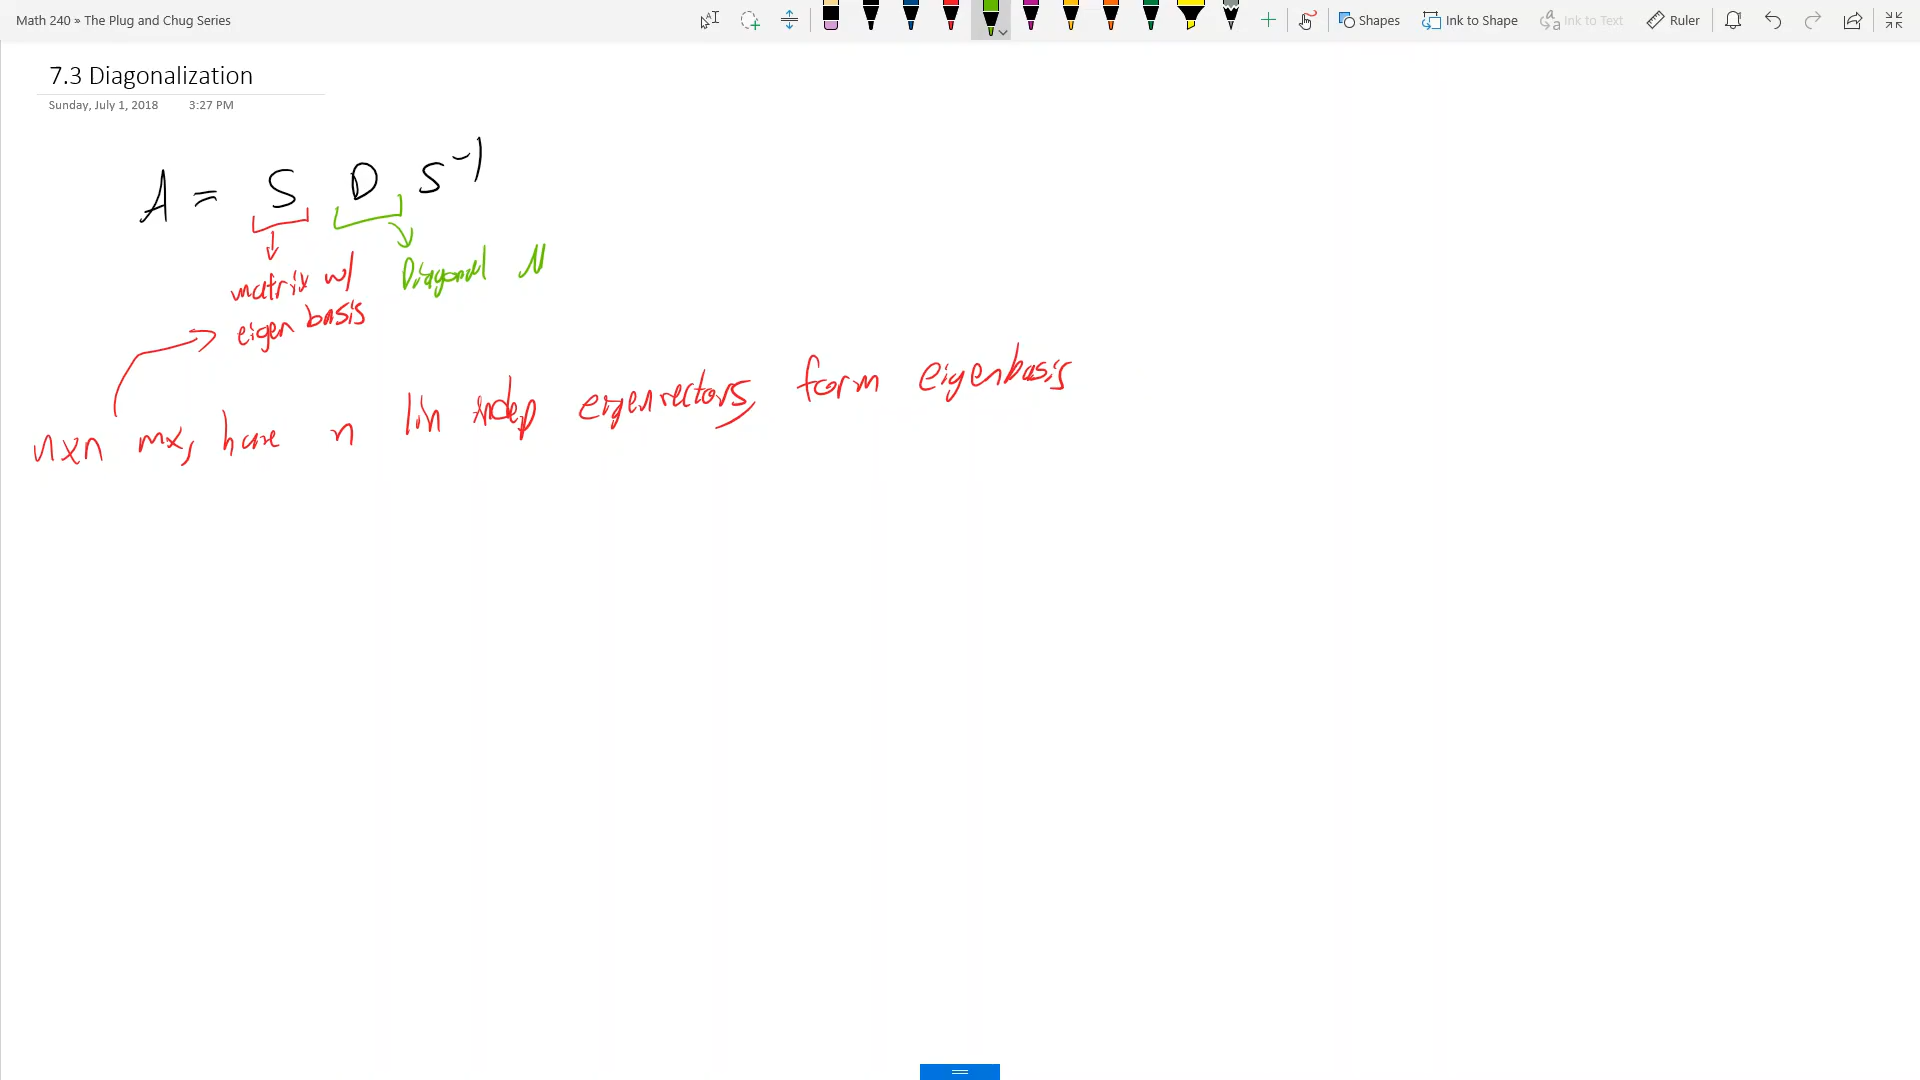 Math 240 » The Plug and Chug Series
Shapes
Ink to Shape
Ink to Text
Ruler
7.3 Diagonalization
Sunday, July 1, 2018 3:27 PM
A = S D S⁻¹
matrix w/
eigen basis
Diagonal M
nxn mx, have n lin indep eigenvectors, form eigenbasis